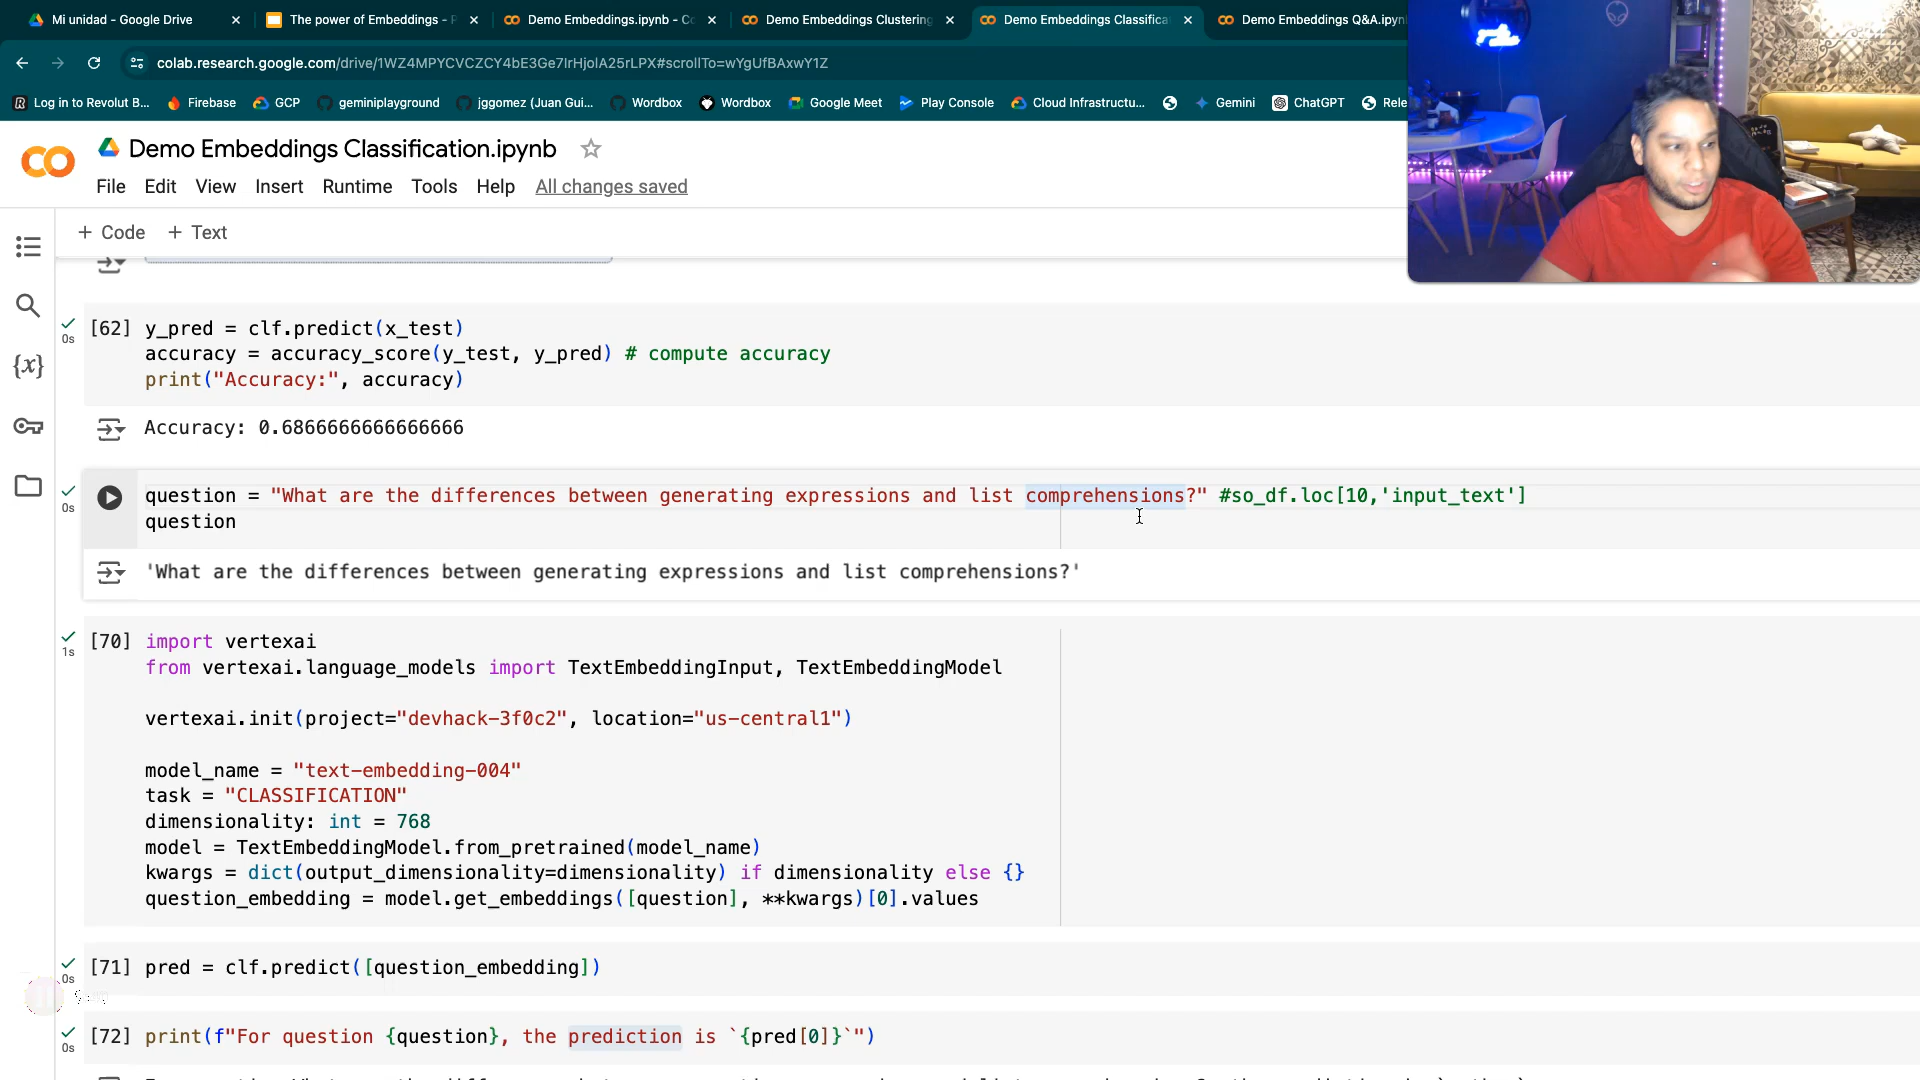 Mi unidad - Google Drive
The power of Embeddings -
Demo Embeddings.ipynb -
Demo Embeddings Clustering
Demo Embeddings Classifica
Demo Embeddings Q&A.ipyn
colab.research.google.com/drive/1WZ4MPYCVCZCY4bE3Ge7lrHjolA25rLPX#scrollTo=wYgUfBAxwY1Z
Log in to Revolut B...
Firebase
GCP
geminiplayground
jggomez (Juan Gui...
Wordbox
Wordbox
Google Meet
Play Console
Cloud Infrastructu...
Gemini
ChatGPT
Rele
Demo Embeddings Classification.ipynb
File Edit View Insert Runtime Tools Help All changes saved
+ Code + Text
[62] y_pred = clf.predict(x_test)
0s
accuracy = accuracy_score(y_test, y_pred) # compute accuracy
print("Accuracy:", accuracy)
Accuracy: 0.6866666666666666
question = "What are the differences between generating expressions and list comprehensions?" #so_df.loc[10,'input_text']
0s
question
'What are the differences between generating expressions and list comprehensions?'
[70] import vertexai
1s
from vertexai.language_models import TextEmbeddingInput, TextEmbeddingModel
vertexai.init(project="devhack-3f0c2", location="us-central1")
model_name = "text-embedding-004"
task = "CLASSIFICATION"
dimensionality: int = 768
model = TextEmbeddingModel.from_pretrained(model_name)
kwargs = dict(output_dimensionality=dimensionality) if dimensionality else {}
question_embedding = model.get_embeddings([question], **kwargs)[0].values
[71] pred = clf.predict([question_embedding])
0s
[72] print(f"For question {question}, the prediction is `{pred[0]}`")
0s